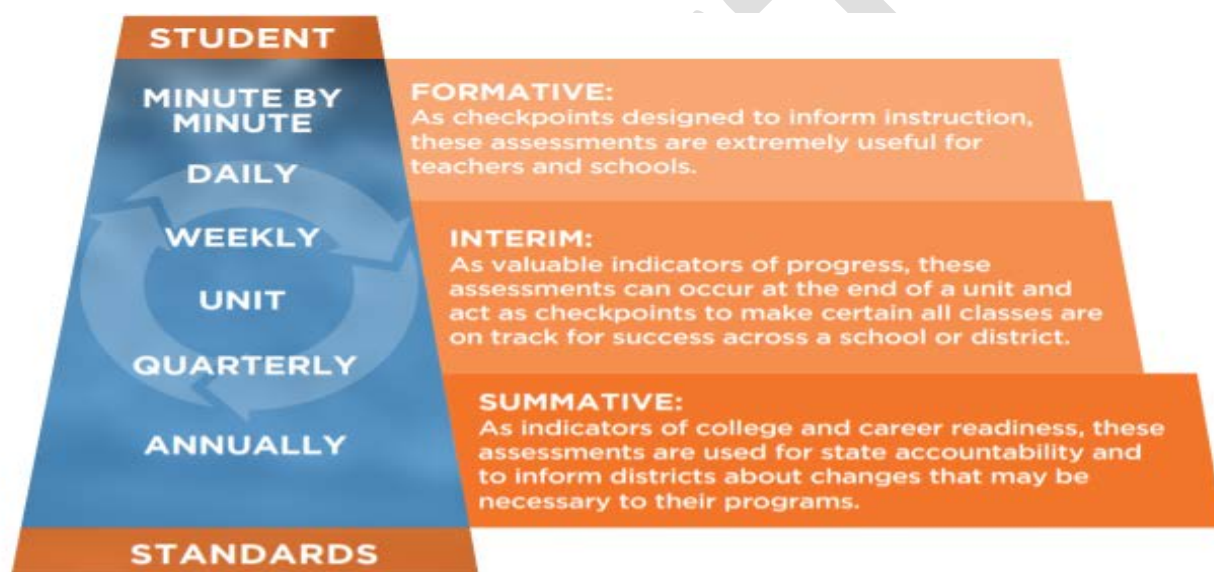 STUDENT
MINUTE BY
MINUTE
DAILY
WEEKLY
UNIT
QUARTERLY
ANNUALLY
STANDARDS
FORMATIVE:
As checkpoints designed to inform instruction,
these assessments are extremely useful for
teachers and schools.
INTERIM:
As valuable indicators of progress, these
assessments can occur at the end of a unit and
act as checkpoints to make certain all classes are
on track for success across a school or district.
SUMMATIVE:
As indicators of college and career readiness, these
assessments are used for state accountability and
to inform districts about changes that may be
necessary to their programs.